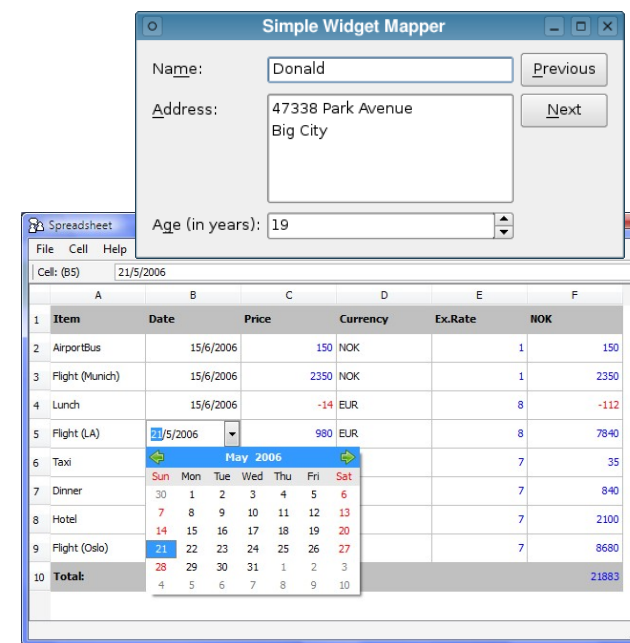 Simple Widget Mapper
Name: Donald Previous
Address: 47338 Park Avenue Next
Big City
Age (in years): 19
Spreadsheet
File Cell Help
Cell: (B5) 21/5/2006
A B C D E F
1 Item Date Price Currency Ex.Rate NOK
2 AirportBus 15/6/2006 150 NOK 1 150
3 Flight (Munich) 15/6/2006 2350 NOK 1 2350
4 Lunch 15/6/2006 -14 EUR 8 -112
5 Flight (LA) 21/5/2006 980 EUR 8 7840
6 Taxi 7 35
7 Dinner 7 840
8 Hotel 7 2100
9 Flight (Oslo) 7 8680
10 Total: 21883
May 2006
Sun Mon Tue Wed Thu Fri Sat
30 1 2 3 4 5 6
7 8 9 10 11 12 13
14 15 16 17 18 19 20
21 22 23 24 25 26 27
28 29 30 31 1 2 3
4 5 6 7 8 9 10